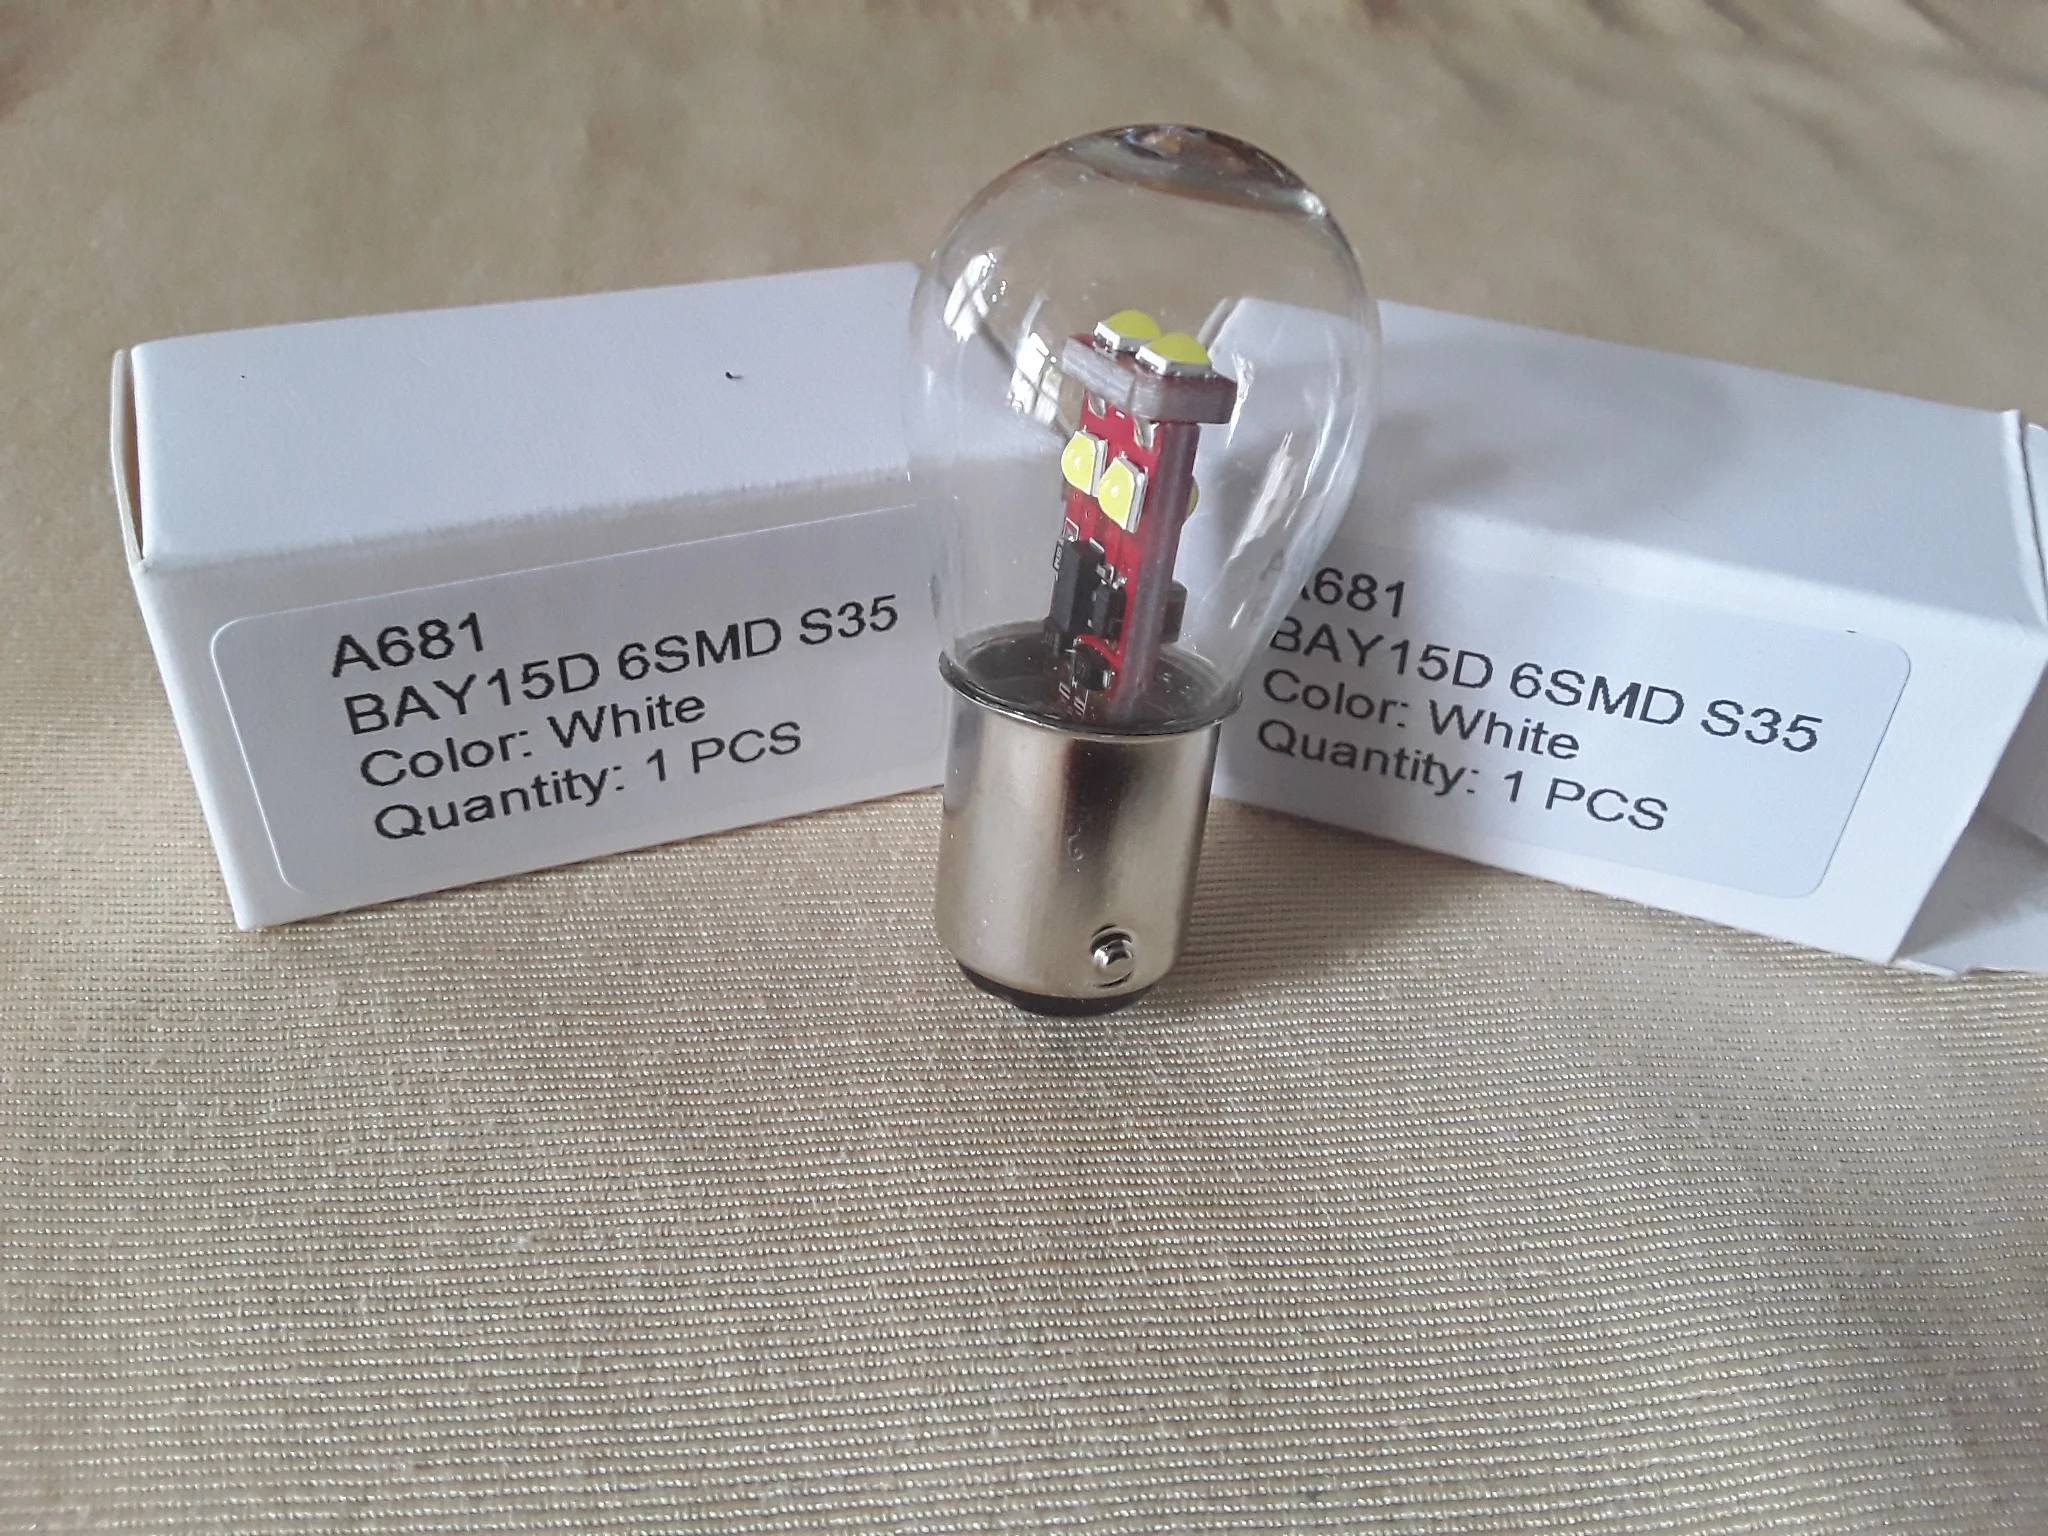 A681
BAY15D 6SMD S35
Color: White
Quantity: 1 PCS
A681
BAY15D 6SMD S35
Color: White
Quantity: 1 PCS